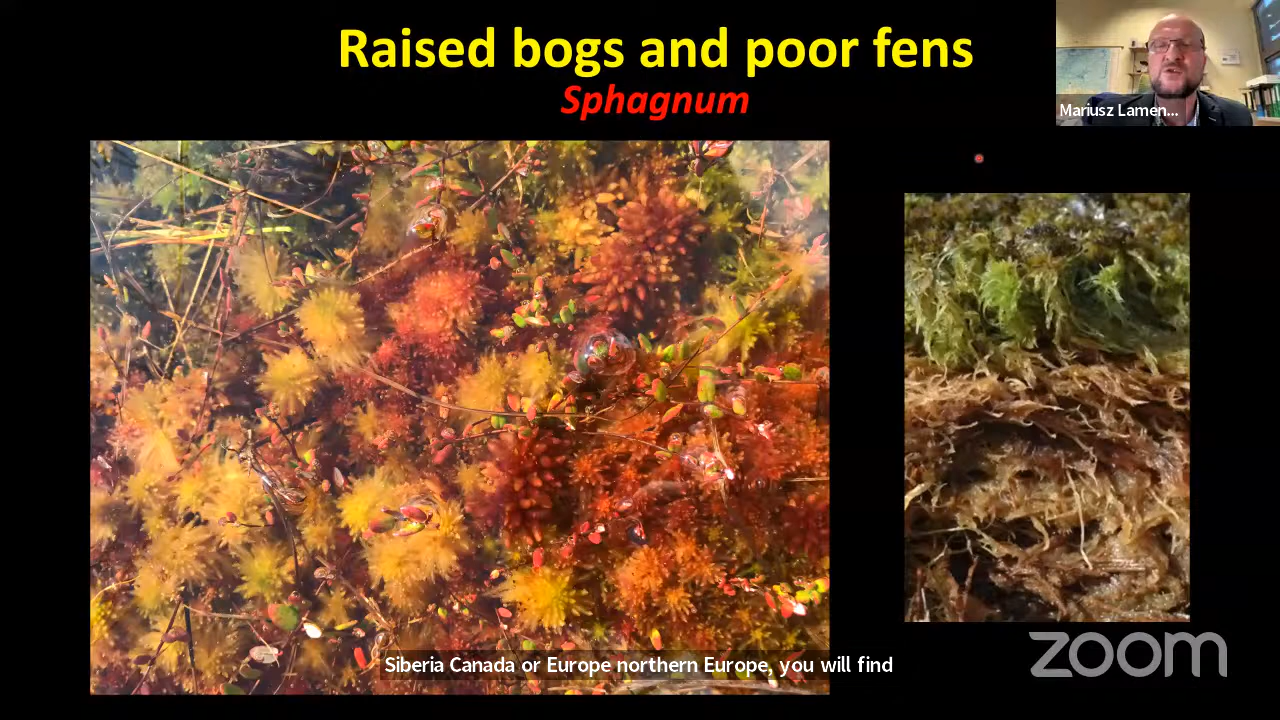 Raised bogs and poor fens
Sphagnum
Mariusz Lamen...
Siberia Canada or Europe northern Europe, you will find
zoom